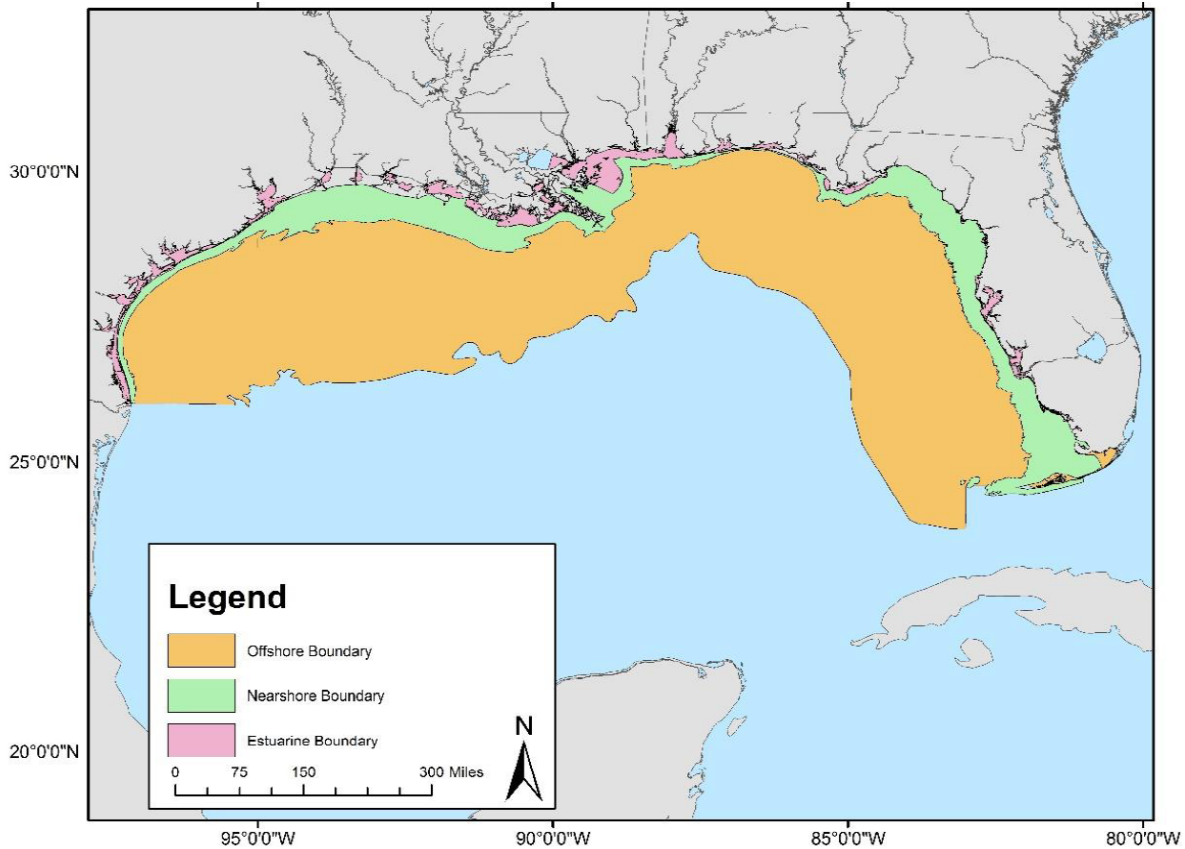 30°0'0"N
25°0'0"N
20°0'0"N
Legend
Offshore Boundary
Nearshore Boundary
Estuarine Boundary
0 75 150 300 Miles
N
95°0'0"W 90°0'0"W 85°0'0"W 80°0'0"W